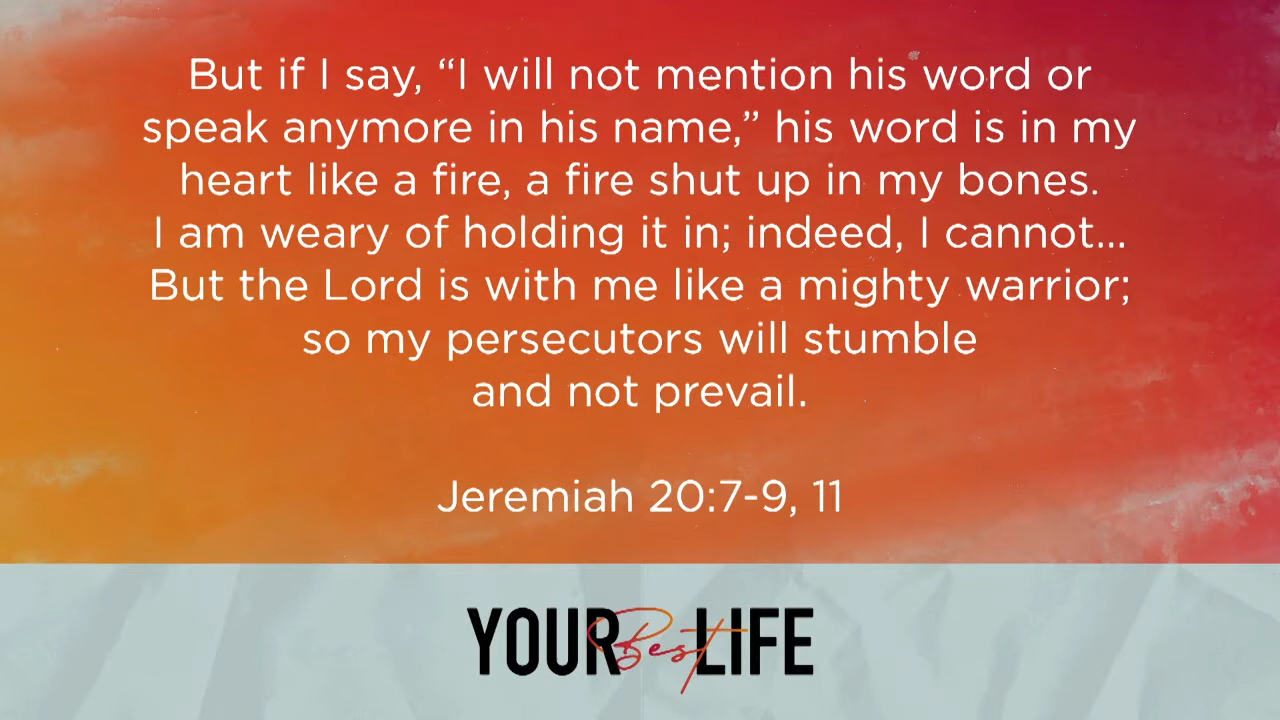 But if I say, “I will not mention his word or
speak anymore in his name,” his word is in my
heart like a fire, a fire shut up in my bones.
I am weary of holding it in; indeed, I cannot...
But the Lord is with me like a mighty warrior;
so my persecutors will stumble
and not prevail.
Jeremiah 20:7-9, 11
YOUR Best LIFE